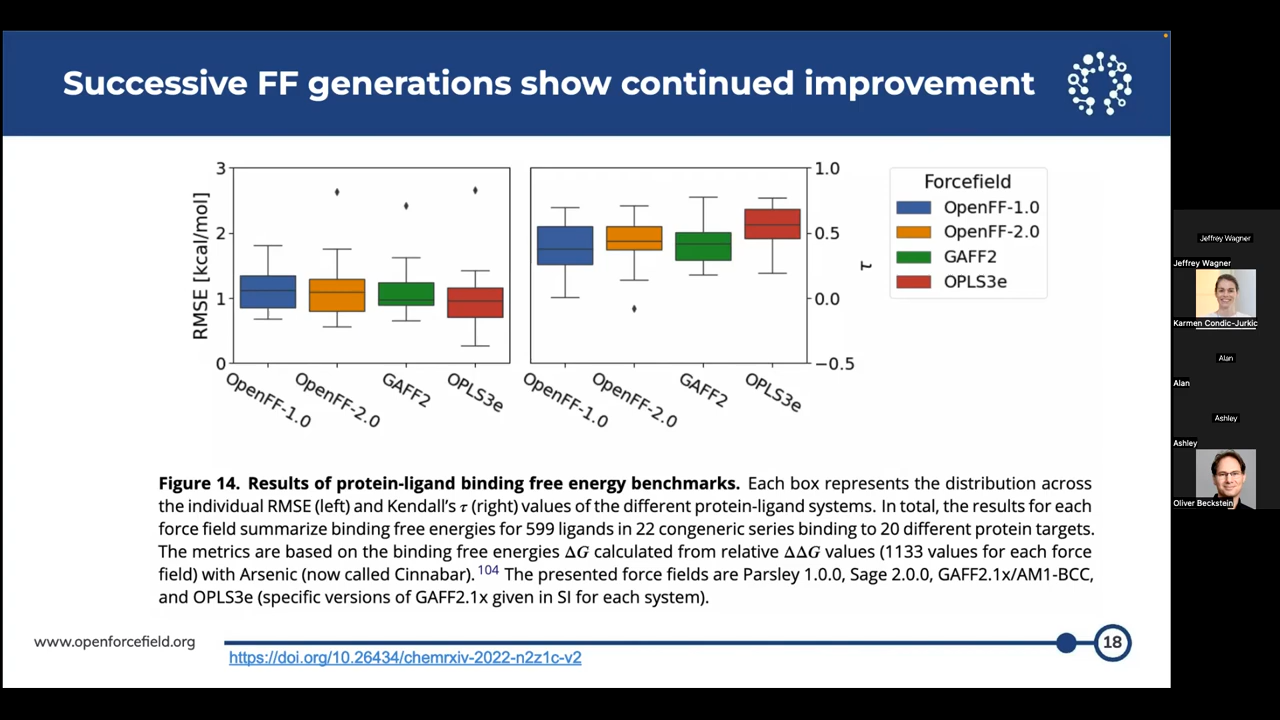 Successive FF generations show continued improvement
3
2
1
0
RMSE [kcal/mol]
OpenFF-1.0
OpenFF-2.0
GAFF2
OPLS3e
1.0
0.5
0.0
−0.5
τ
OpenFF-1.0
OpenFF-2.0
GAFF2
OPLS3e
Forcefield
OpenFF-1.0
OpenFF-2.0
GAFF2
OPLS3e
Figure 14. Results of protein-ligand binding free energy benchmarks. Each box represents the distribution across
the individual RMSE (left) and Kendall’s τ (right) values of the different protein-ligand systems. In total, the results for each
force field summarize binding free energies for 599 ligands in 22 congeneric series binding to 20 different protein targets.
The metrics are based on the binding free energies ΔG calculated from relative ΔΔG values (1133 values for each force
field) with Arsenic (now called Cinnabar).104 The presented force fields are Parsley 1.0.0, Sage 2.0.0, GAFF2.1x/AM1-BCC,
and OPLS3e (specific versions of GAFF2.1x given in SI for each system).
www.openforcefield.org
18
https://doi.org/10.26434/chemrxiv-2022-n2z1c-v2
Jeffrey Wagner
Jeffrey Wagner
Karmen Condic-Jurkic
Alan
Alan
Ashley
Ashley
Oliver Beckstein